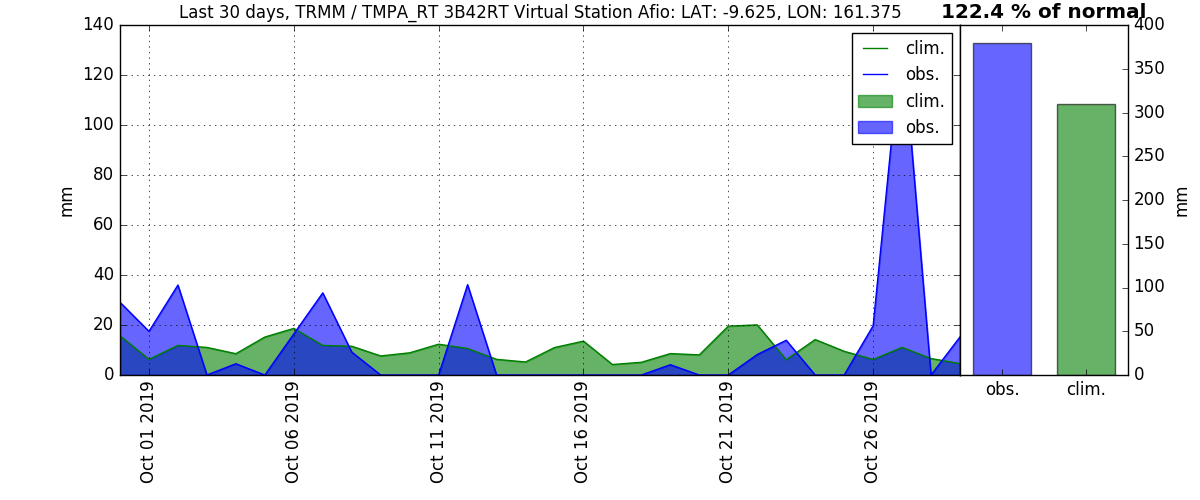 Last 30 days, TRMM / TMPA_RT 3B42RT Virtual Station Afio: LAT: -9.625, LON: 161.375
122.4 % of normal
140
120
100
80
60
40
20
0
mm
clim.
obs.
clim.
obs.
400
350
300
250
200
150
100
50
0
mm
Oct 01 2019
Oct 06 2019
Oct 11 2019
Oct 16 2019
Oct 21 2019
Oct 26 2019
obs.
clim.